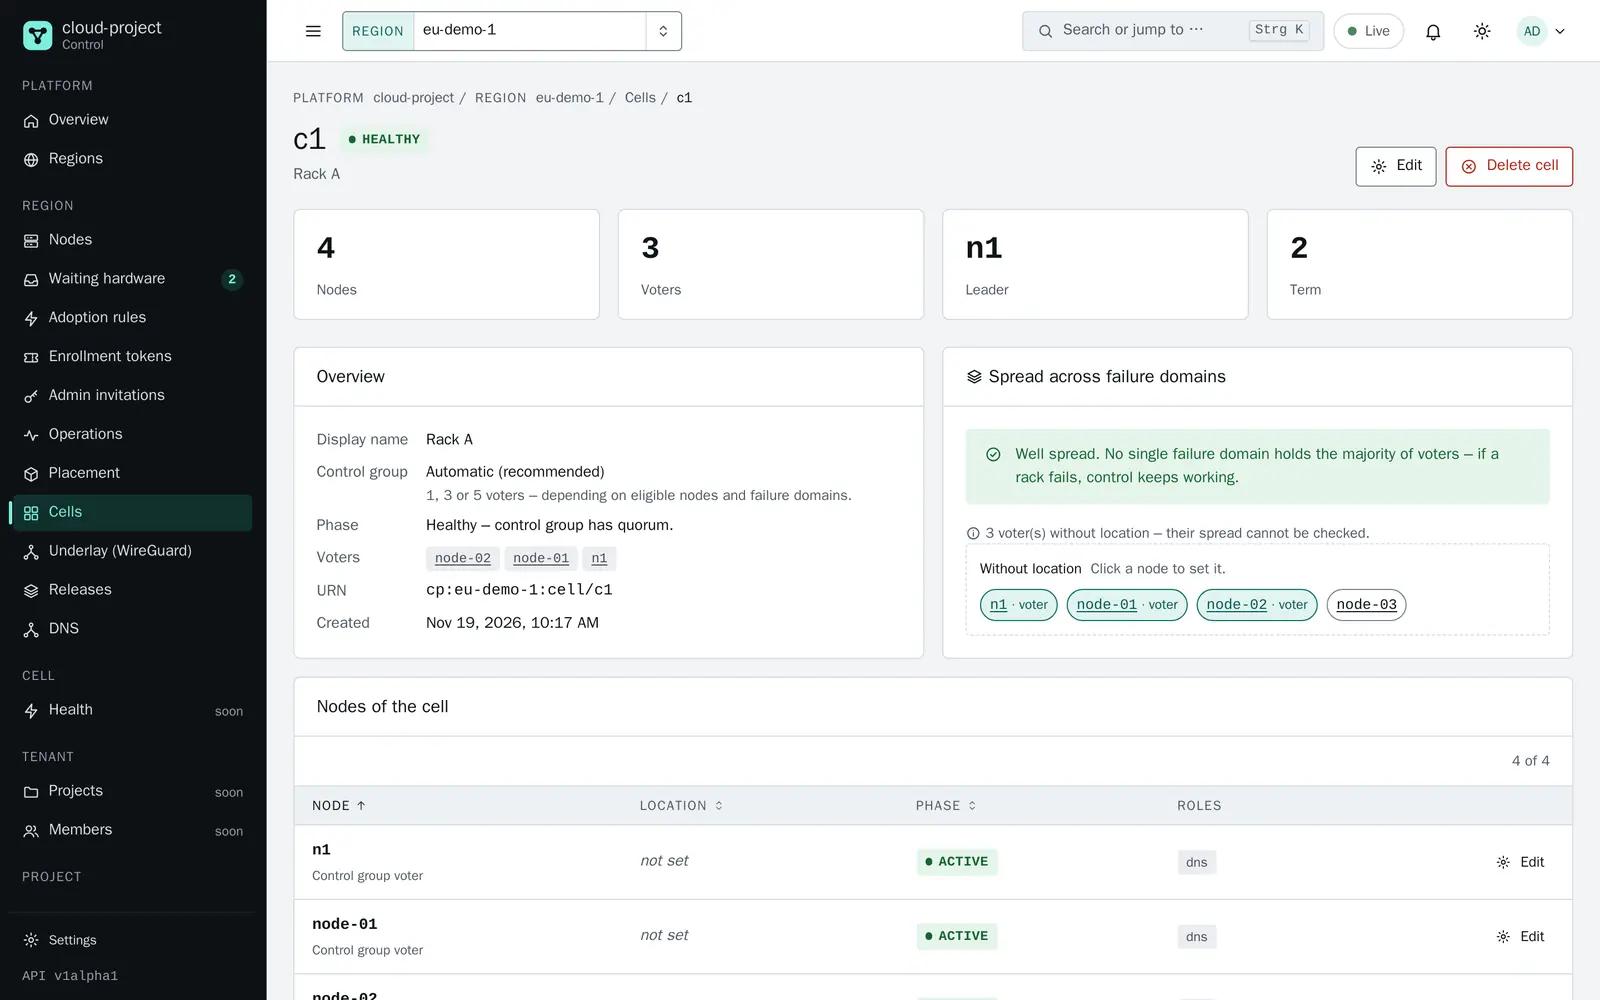 cloud-project
Control
PLATFORM
Overview
Regions
REGION
Nodes
Waiting hardware 2
Adoption rules
Enrollment tokens
Admin invitations
Operations
Placement
Cells
Underlay (WireGuard)
Releases
DNS
CELL
Health soon
TENANT
Projects soon
Members soon
PROJECT
Settings
API v1alpha1
REGION eu-demo-1
Search or jump to ··· Strg K
Live
AD
PLATFORM cloud-project / REGION eu-demo-1 / Cells / c1
c1 HEALTHY
Rack A
Edit
Delete cell
4
Nodes
3
Voters
n1
Leader
2
Term
Overview
Display name Rack A
Control group Automatic (recommended)
1, 3 or 5 voters – depending on eligible nodes and failure domains.
Phase Healthy – control group has quorum.
Voters node-02 node-01 n1
URN cp:eu-demo-1:cell/c1
Created Nov 19, 2026, 10:17 AM
Spread across failure domains
Well spread. No single failure domain holds the majority of voters – if a
rack fails, control keeps working.
3 voter(s) without location – their spread cannot be checked.
Without location Click a node to set it.
n1 · voter node-01 · voter node-02 · voter node-03
Nodes of the cell
4 of 4
NODE LOCATION PHASE ROLES
n1
Control group voter
not set
ACTIVE
dns
Edit
node-01
Control group voter
not set
ACTIVE
dns
Edit
node-02